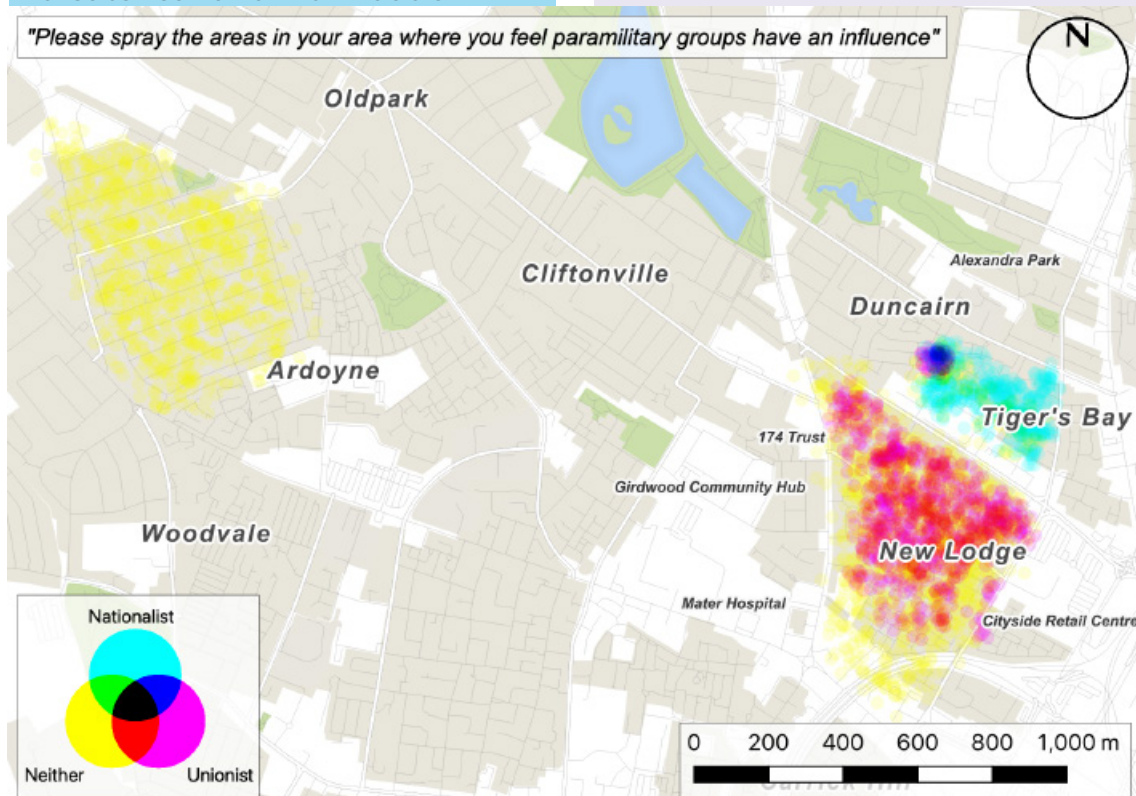 "Please spray the areas in your area where you feel paramilitary groups have an influence"
N
Oldpark
Cliftonville
Alexandra Park
Duncairn
Ardoyne
Tiger's Bay
174 Trust
Girdwood Community Hub
Woodvale
New Lodge
Mater Hospital
Cityside Retail Centre
Nationalist
Neither
Unionist
0 200 400 600 800 1,000 m